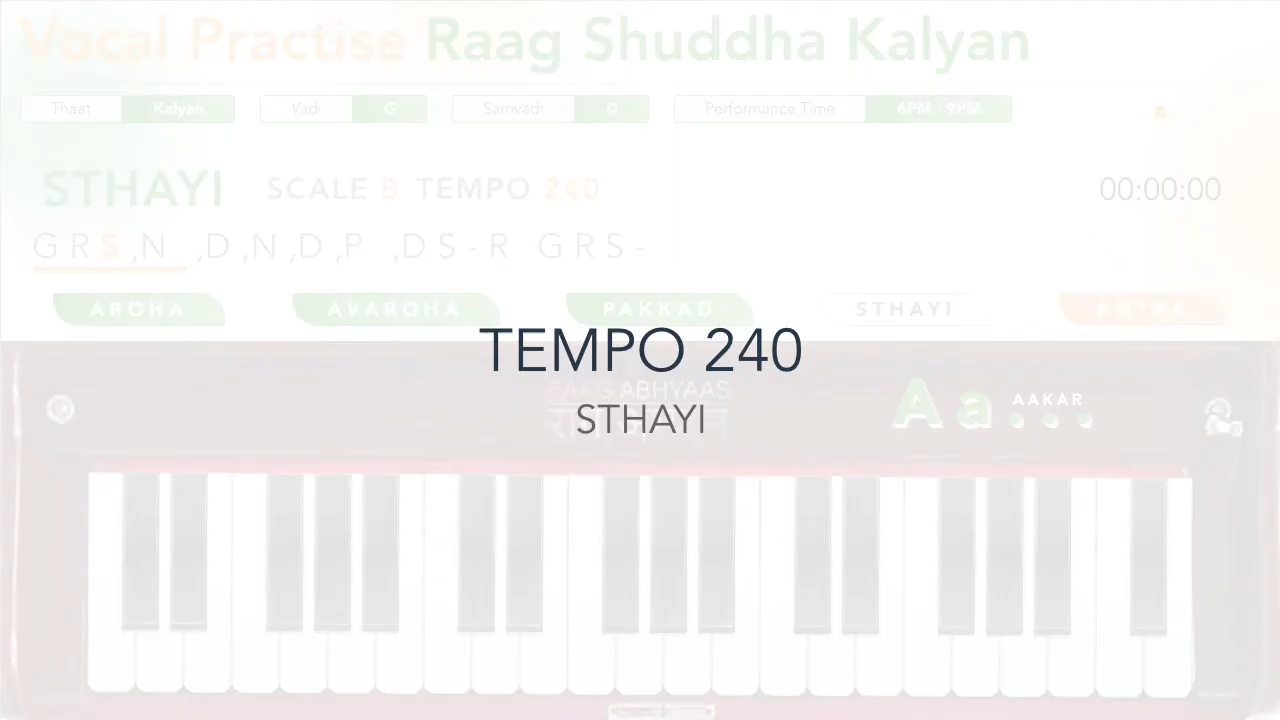 Vocal Practise Raag Shuddha Kalyan
Thaat Kalyan Vadi G Samvadi D Performance Time 6PM - 9PM
STHAYI SCALE B TEMPO 240 00:00:00
G R S ,N ,D ,N ,D ,P ,D S - R G R S -
AROHA AVAROHA PAKKAD STHAYI ANTRA
TEMPO 240
RAAG ABHYAAS
Aa... AAKAR
STHAYI